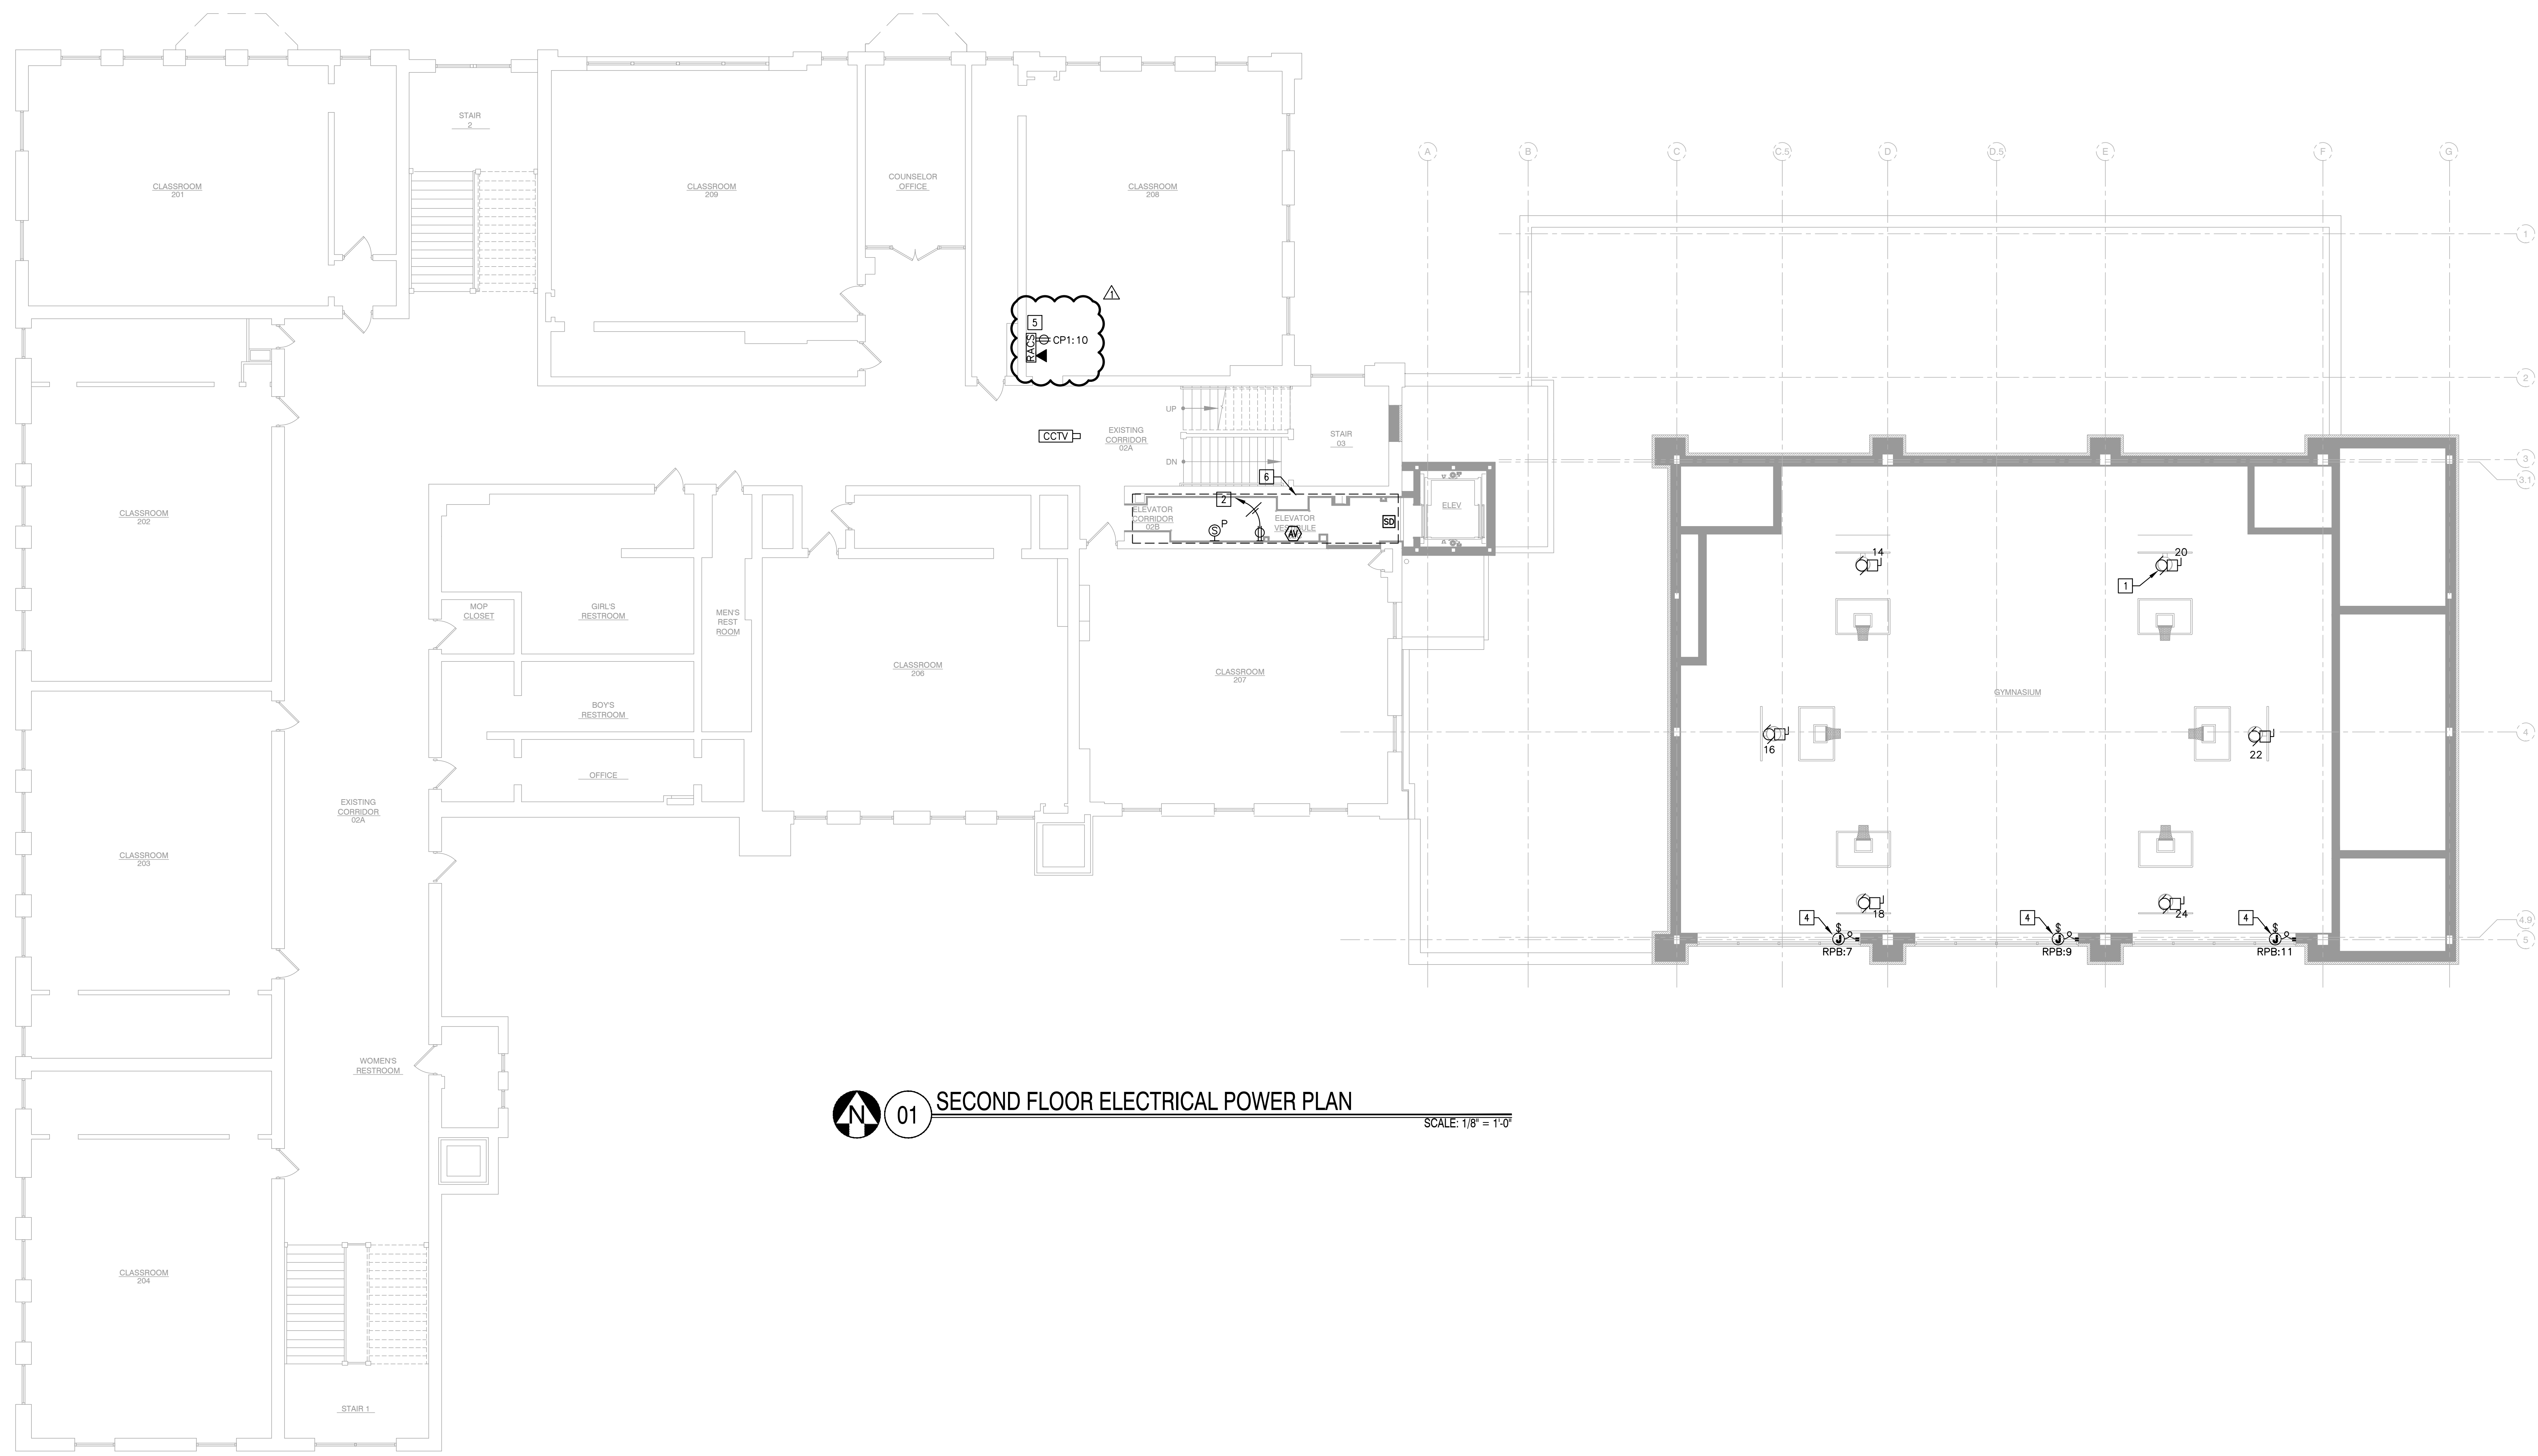 STAIR
2
CLASSROOM
201
CLASSROOM
209
COUNSELOR
OFFICE
CLASSROOM
208
A
B
C
C.5
D
D.5
E
F
G
1
1
5
RACS
CP1:10
2
UP
CCTV
EXISTING
CORRIDOR
02A
STAIR
03
DN
6
3
3.1
2
ELEVATOR
CORRIDOR
02B
P
S
ELEVATOR
VESTIBULE
AV
SD
ELEV
CLASSROOM
202
14
20
1
MOP
CLOSET
GIRL'S
RESTROOM
MEN'S
REST
ROOM
CLASSROOM
206
CLASSROOM
207
GYMNASIUM
BOY'S
RESTROOM
16
22
4
OFFICE
EXISTING
CORRIDOR
02A
CLASSROOM
203
18
24
4
$
J
RPB:7
4
$
J
RPB:9
4
$
J
RPB:11
4.9
5
WOMEN'S
RESTROOM
N
01
SECOND FLOOR ELECTRICAL POWER PLAN
SCALE: 1/8" = 1'-0"
CLASSROOM
204
STAIR 1